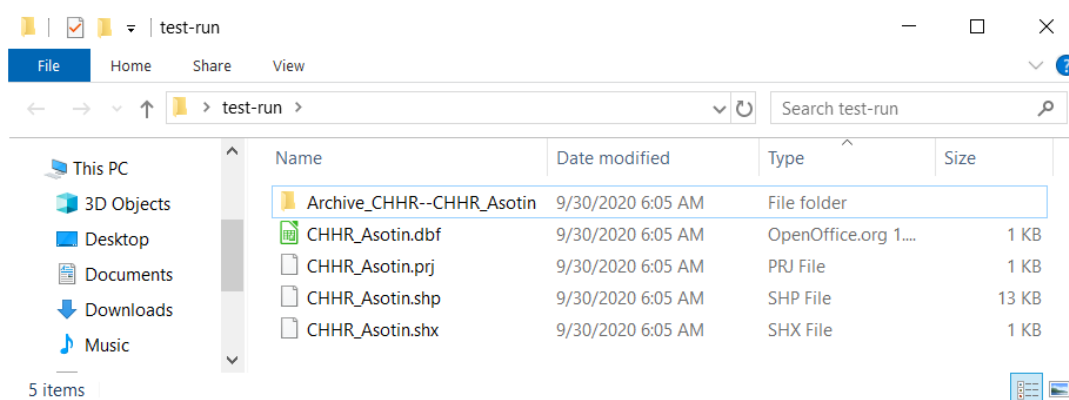 test-run
File Home Share View
test-run Search test-run
Name Date modified Type Size
This PC
3D Objects
Desktop
Documents
Downloads
Music
Archive_CHHR--CHHR_Asotin 9/30/2020 6:05 AM File folder
CHHR_Asotin.dbf 9/30/2020 6:05 AM OpenOffice.org 1.... 1 KB
CHHR_Asotin.prj 9/30/2020 6:05 AM PRJ File 1 KB
CHHR_Asotin.shp 9/30/2020 6:05 AM SHP File 13 KB
CHHR_Asotin.shx 9/30/2020 6:05 AM SHX File 1 KB
5 items